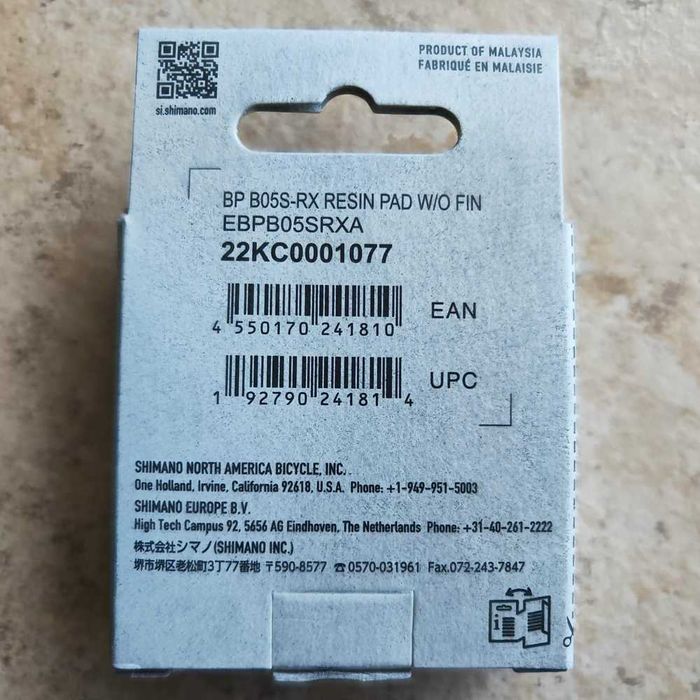 PRODUCT OF MALAYSIA
FABRIQUÉ EN MALAISIE
si.shimano.com
BP B05S-RX RESIN PAD W/O FIN
EBPB05SRXA
22KC0001077
4 550170 241810 EAN
1 92790 24181 4 UPC
SHIMANO NORTH AMERICA BICYCLE, INC.
One Holland, Irvine, California 92618, U.S.A. Phone: +1-949-951-5003
SHIMANO EUROPE B.V.
High Tech Campus 92, 5656 AG Eindhoven, The Netherlands Phone: +31-40-261-2222
株式会社シマノ(SHIMANO INC.)
堺市堺区老松町3丁77番地 〒590-8577 ☎0570-031961 Fax.072-243-7847
i